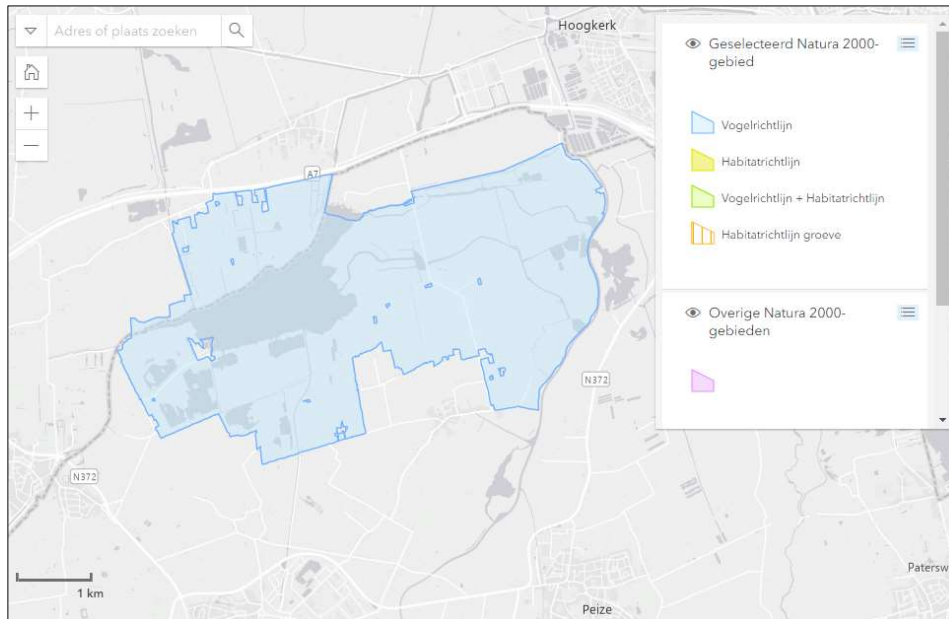 Adres of plaats zoeken
Hoogkerk
A7
N372
N372
Peize
Patersw
1 km
Geselecteerd Natura 2000-
gebied
Vogelrichtlijn
Habitatrichtlijn
Vogelrichtlijn + Habitatrichtlijn
Habitatrichtlijn groeve
Overige Natura 2000-
gebieden